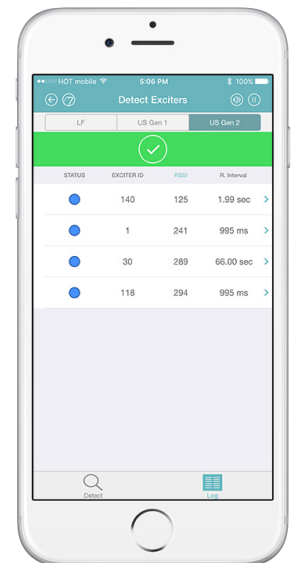 HOT mobile 5:06 PM 100%
7 Detect Exciters
LF US Gen 1 US Gen 2
STATUS EXCITER ID RSSI R. Interval
140 125 1.99 sec
1 241 995 ms
30 289 66.00 sec
118 294 995 ms
Detect Log